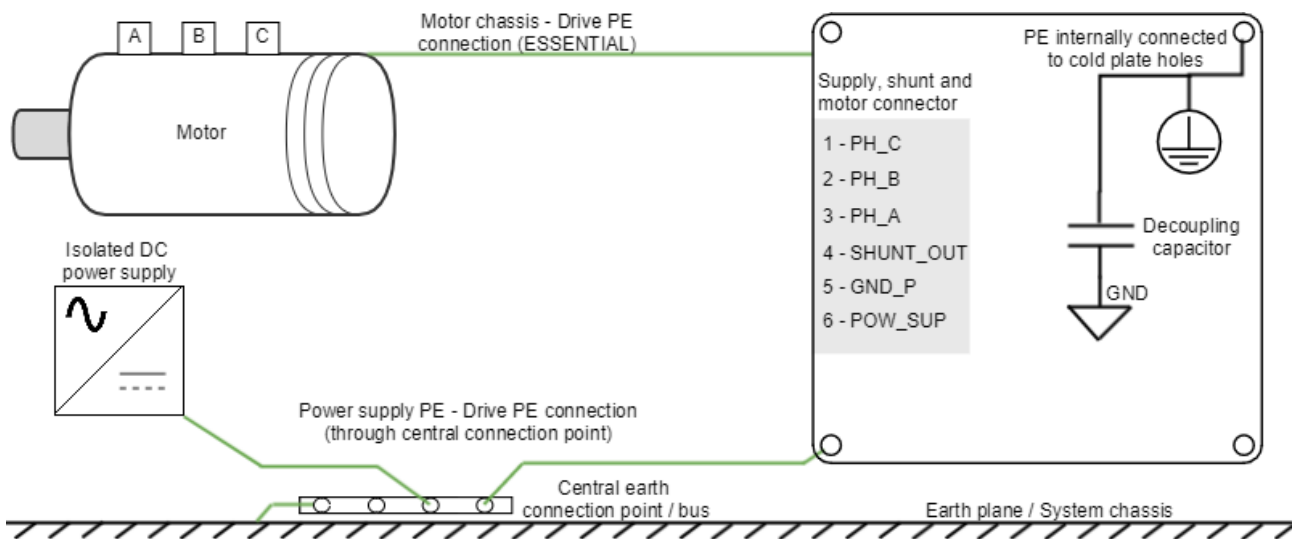 A
B
C
Motor chassis - Drive PE
connection (ESSENTIAL)
Motor
PE internally connected
to cold plate holes
Supply, shunt and
motor connector
1 - PH_C
2 - PH_B
3 - PH_A
4 - SHUNT_OUT
5 - GND_P
6 - POW_SUP
Decoupling
capacitor
GND
Isolated DC
power supply
Power supply PE - Drive PE connection
(through central connection point)
Central earth
connection point / bus
Earth plane / System chassis